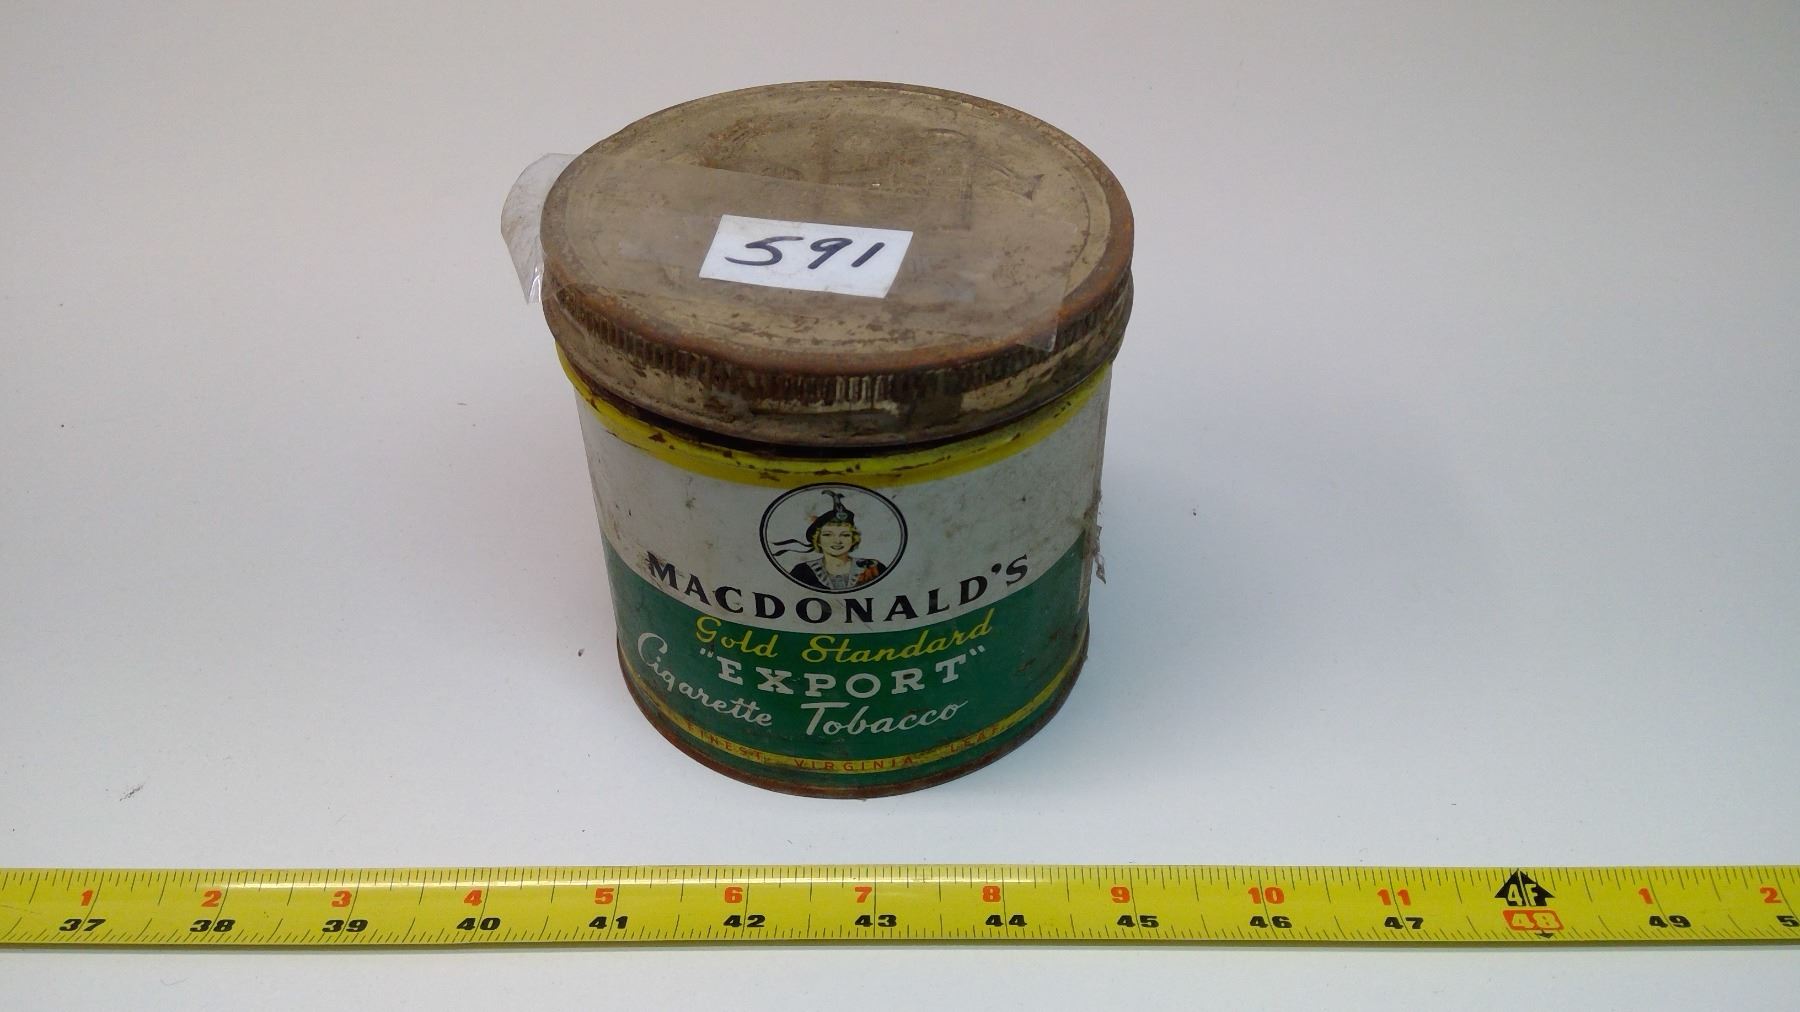 591
MACDONALD'S
Gold Standard
"EXPORT"
Cigarette Tobacco
FINEST VIRGINIA LEAF
1 2 3 4 5 6 7 8 9 10 11 4F 1 2
37 38 39 40 41 42 43 44 45 46 47 48 49